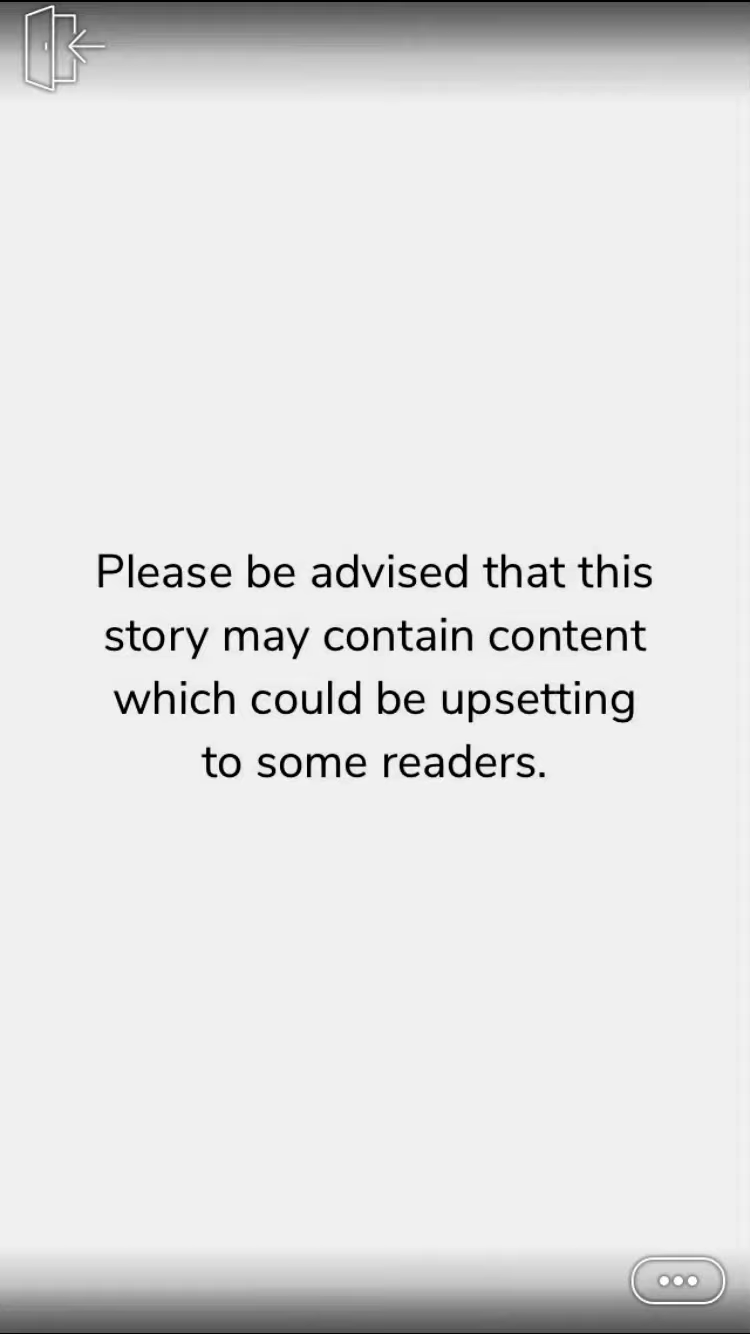 Please be advised that this
story may contain content
which could be upsetting
to some readers.